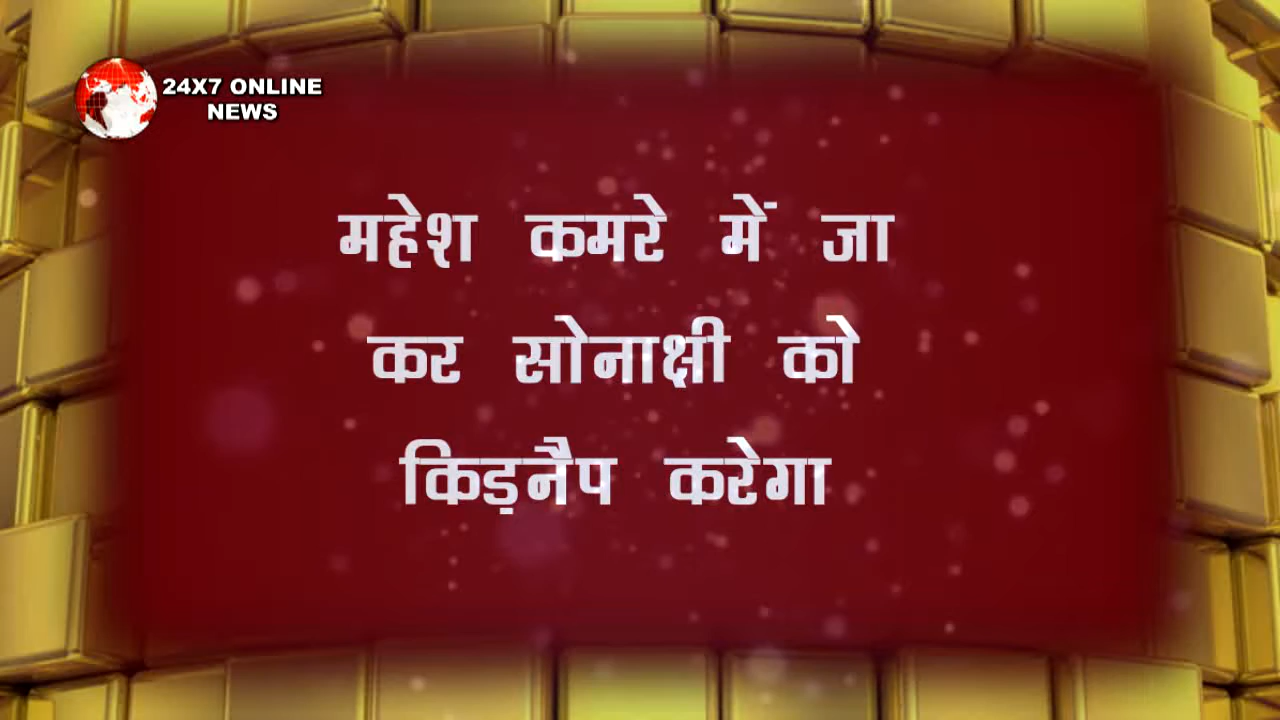 24X7 ONLINE
NEWS
महेश कमरे में जा
कर सोनाक्षी को
किड़नैप करेगा